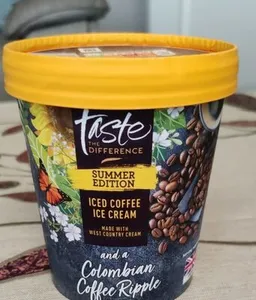 taste
THE
DIFFERENCE
SUMMER
EDITION
ICED COFFEE
ICE CREAM
MADE WITH
WEST COUNTRY CREAM
and a
Colombian
Coffee Ripple